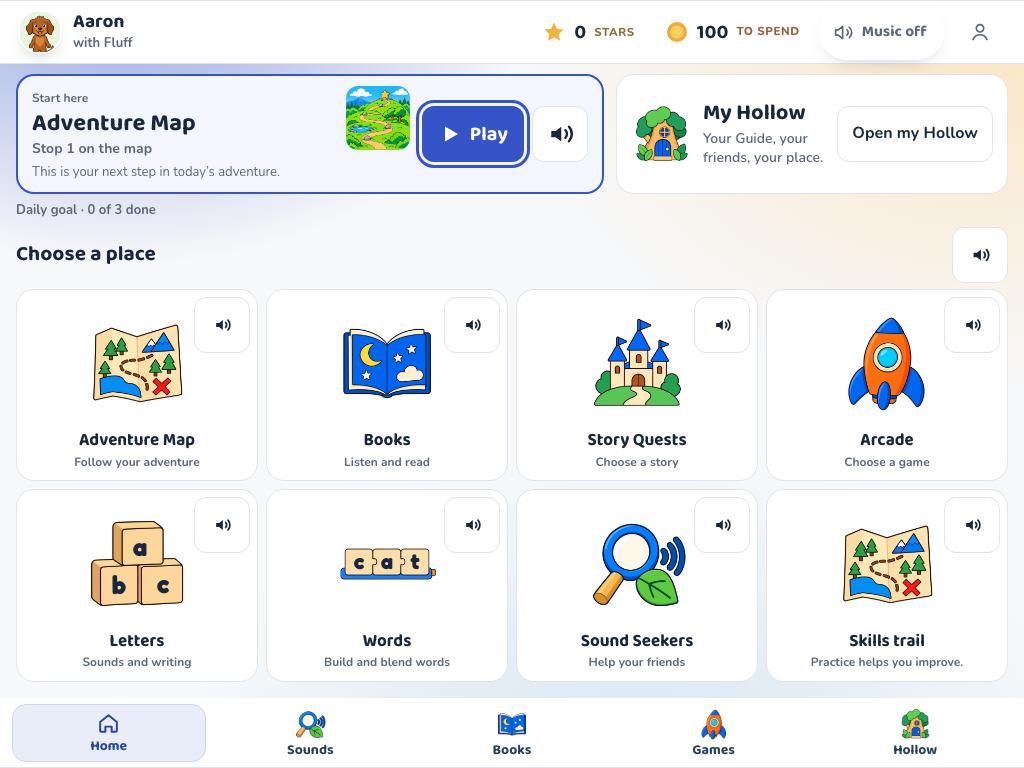 Aaron
with Fluff
0 STARS
100 TO SPEND
Music off
Start here
Adventure Map
Stop 1 on the map
This is your next step in today's adventure.
Play
My Hollow
Your Guide, your
friends, your place.
Open my Hollow
Daily goal · 0 of 3 done
Choose a place
Adventure Map
Follow your adventure
Books
Listen and read
Story Quests
Choose a story
Arcade
Choose a game
a
b c
Letters
Sounds and writing
c a t
Words
Build and blend words
Sound Seekers
Help your friends
Skills trail
Practice helps you improve.
Home
Sounds
Books
Games
Hollow